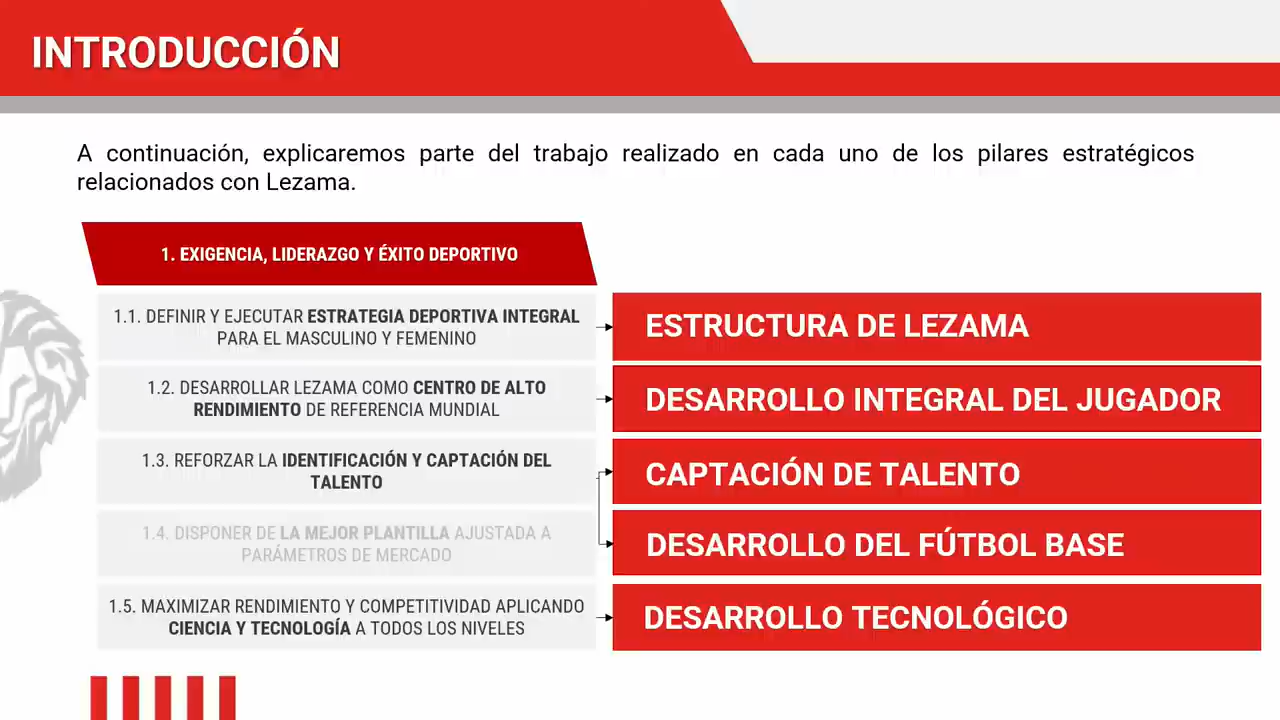 INTRODUCCIÓN
A continuación, explicaremos parte del trabajo realizado en cada uno de los pilares estratégicos
relacionados con Lezama.
1. EXIGENCIA, LIDERAZGO Y ÉXITO DEPORTIVO
1.1. DEFINIR Y EJECUTAR ESTRATEGIA DEPORTIVA INTEGRAL
PARA EL MASCULINO Y FEMENINO
ESTRUCTURA DE LEZAMA
1.2. DESARROLLAR LEZAMA COMO CENTRO DE ALTO
RENDIMIENTO DE REFERENCIA MUNDIAL
DESARROLLO INTEGRAL DEL JUGADOR
1.3. REFORZAR LA IDENTIFICACIÓN Y CAPTACIÓN DEL
TALENTO
CAPTACIÓN DE TALENTO
1.4. DISPONER DE LA MEJOR PLANTILLA AJUSTADA A
PARÁMETROS DE MERCADO
DESARROLLO DEL FÚTBOL BASE
1.5. MAXIMIZAR RENDIMIENTO Y COMPETITIVIDAD APLICANDO
CIENCIA Y TECNOLOGÍA A TODOS LOS NIVELES
DESARROLLO TECNOLÓGICO